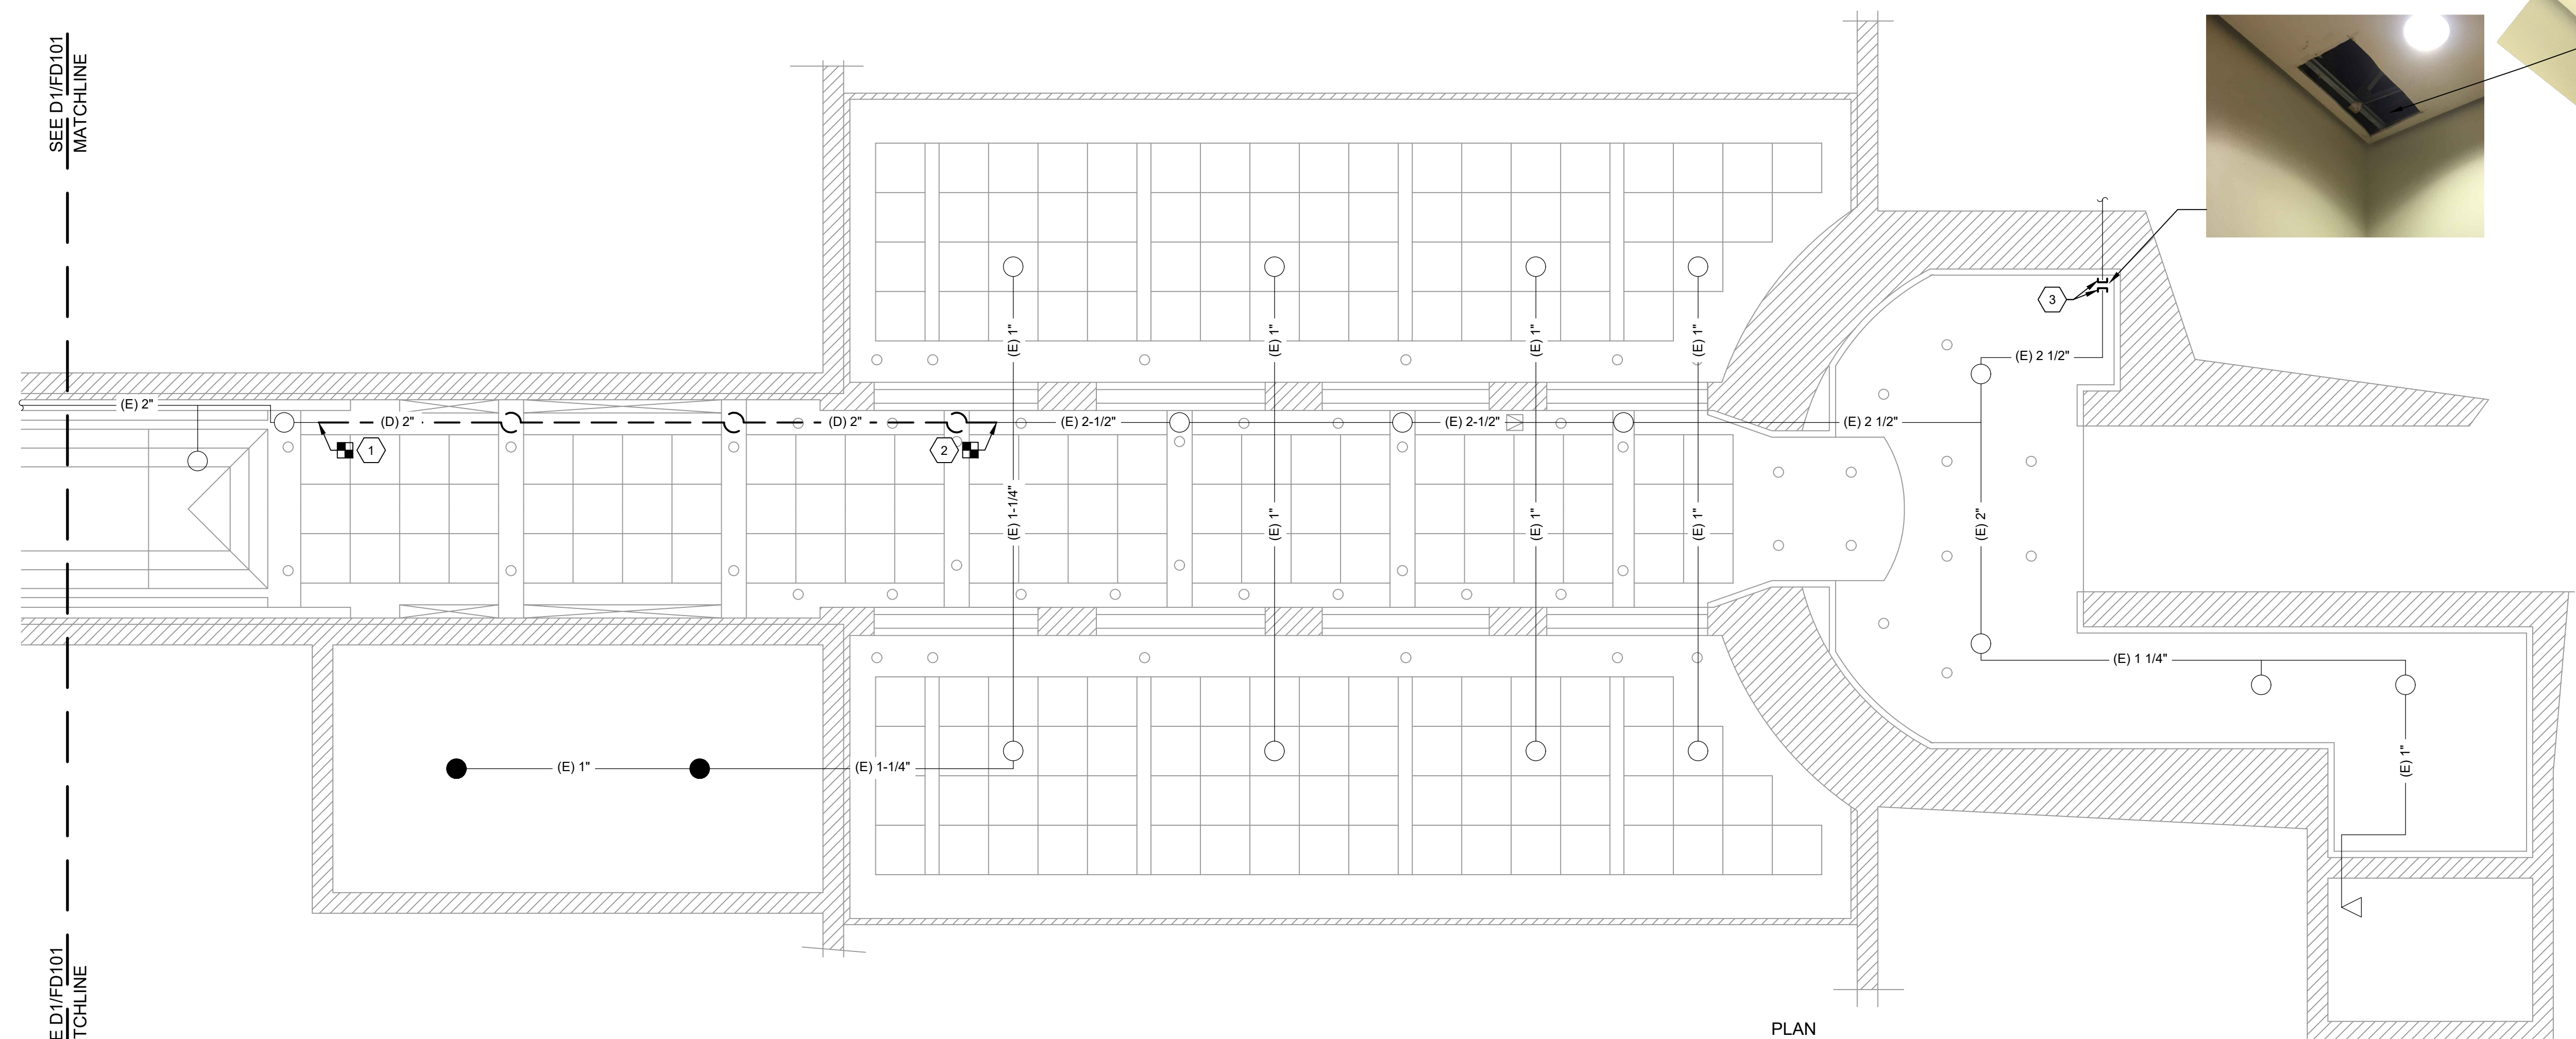 SEE D1/FD101
MATCHLINE
(E) 2"
(D) 2"
(D) 2"
(E) 2-1/2"
(E) 2-1/2"
(E) 2 1/2"
(E) 2 1/2"
1
2
3
(E) 1"
(E) 1"
(E) 1"
(E) 1"
(E) 1-1/4"
(E) 1"
(E) 1"
(E) 1"
(E) 2"
(E) 1 1/4"
(E) 1"
(E) 1"
(E) 1-1/4"
E D1/FD101
TCHLINE
PLAN